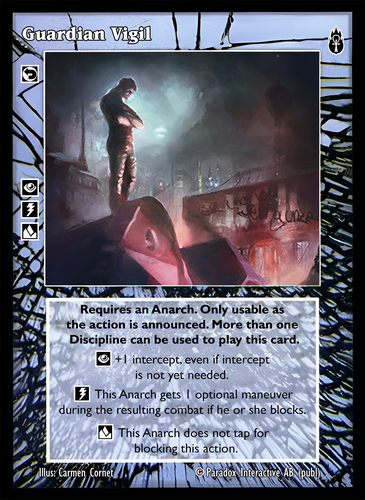 Guardian Vigil
Requires an Anarch. Only usable as
the action is announced. More than one
Discipline can be used to play this card.
+1 intercept, even if intercept
is not yet needed.
This Anarch gets 1 optional maneuver
during the resulting combat if he or she blocks.
This Anarch does not tap for
blocking this action.
Illus: Carmen Cornet
© Paradox Interactive AB (publ)